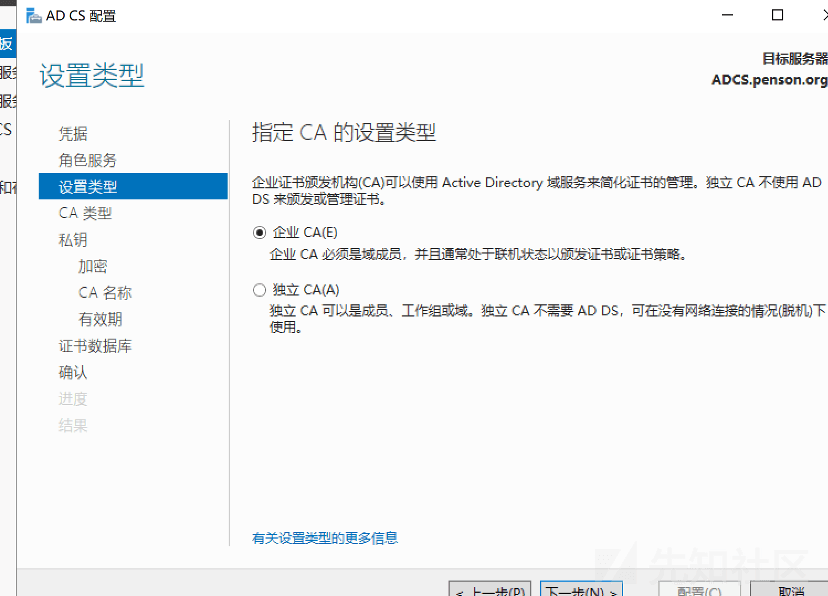 AD CS 配置
板
服务
服务
CS
和存
设置类型
目标服务器
ADCS.penson.org
凭据
角色服务
设置类型
CA 类型
私钥
加密
CA 名称
有效期
证书数据库
确认
进度
结果
指定 CA 的设置类型
企业证书颁发机构(CA)可以使用 Active Directory 域服务来简化证书的管理。独立 CA 不使用 AD
DS 来颁发或管理证书。
企业 CA(E)
企业 CA 必须是域成员，并且通常处于联机状态以颁发证书或证书策略。
独立 CA(A)
独立 CA 可以是成员、工作组或域。独立 CA 不需要 AD DS，可在没有网络连接的情况(脱机)下
使用。
有关设置类型的更多信息
先知社区
< 上一步(P)
下一步(N) >
配置(C)
取消